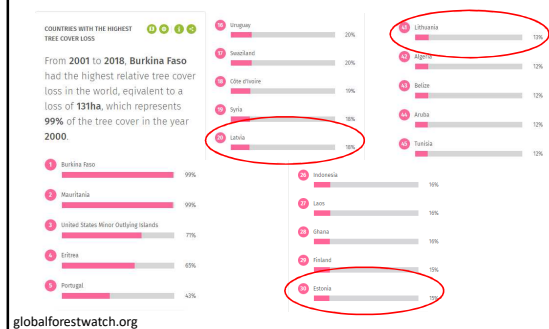 COUNTRIES WITH THE HIGHEST
TREE COVER LOSS
From 2001 to 2018, Burkina Faso
had the highest relative tree cover
loss in the world, eqivalent to a
loss of 131ha, which represents
99% of the tree cover in the year
2000.
1 Burkina Faso
99%
2 Mauritania
99%
3 United States Minor Outlying Islands
71%
4 Eritrea
65%
5 Portugal
43%
16 Uruguay
20%
17 Swaziland
20%
18 Côte d'Ivoire
19%
19 Syria
18%
20 Latvia
18%
26 Indonesia
16%
27 Laos
16%
28 Ghana
16%
29 Finland
15%
30 Estonia
15%
41 Lithuania
13%
42 Algeria
12%
43 Belize
12%
44 Aruba
12%
45 Tunisia
12%
globalforestwatch.org